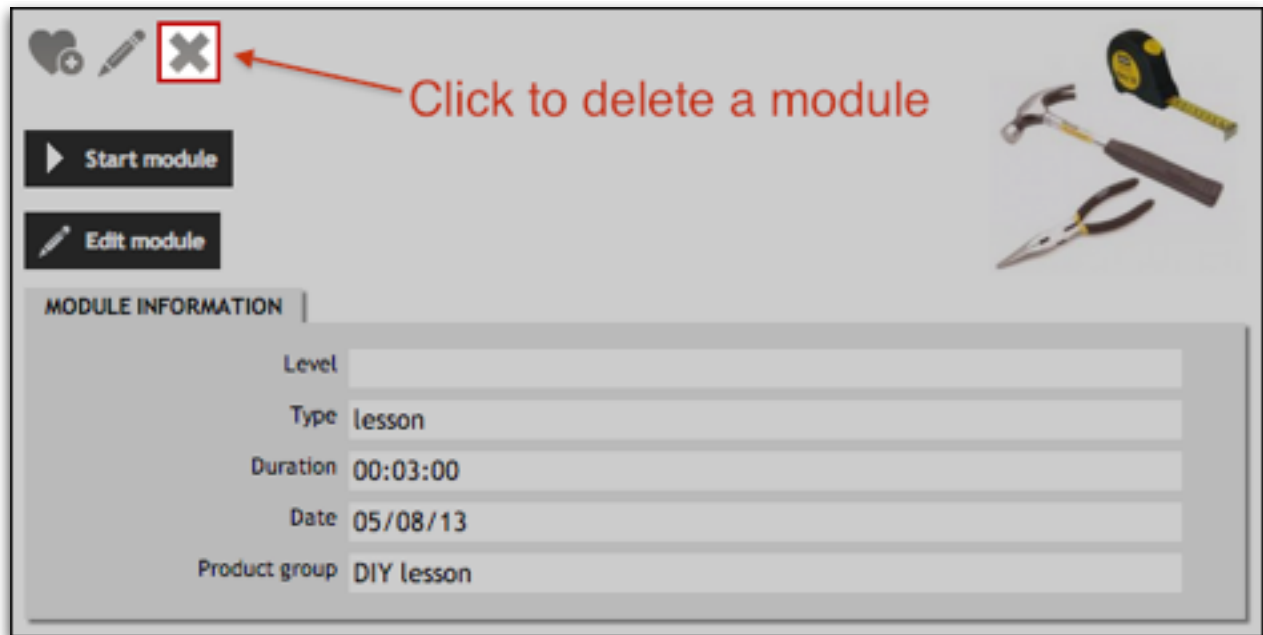 Click to delete a module
Start module
Edit module
MODULE INFORMATION
Level
Type lesson
Duration 00:03:00
Date 05/08/13
Product group DIY lesson